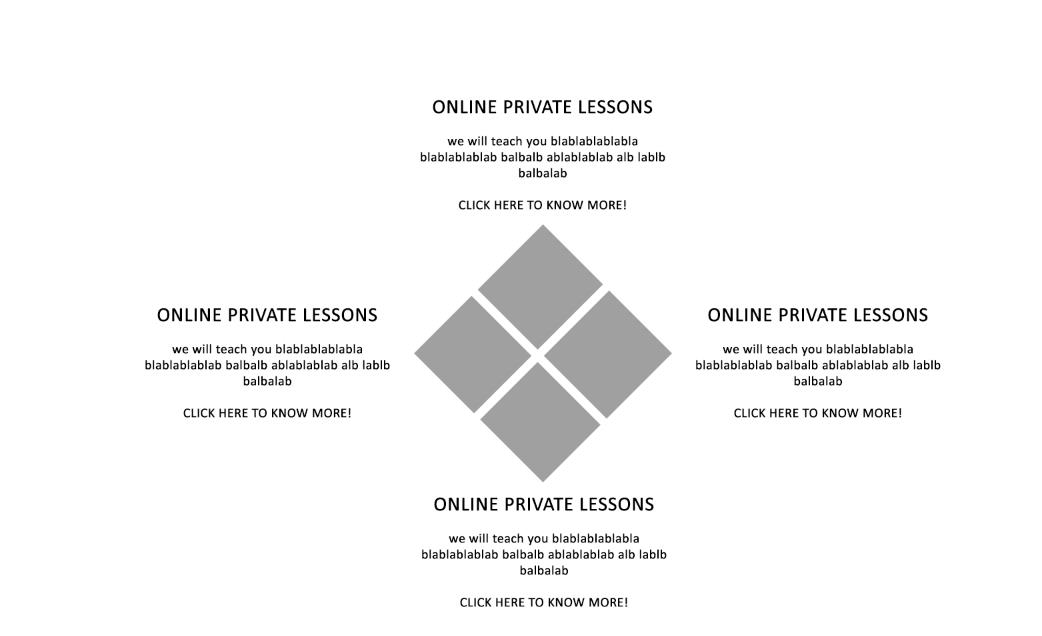 ONLINE PRIVATE LESSONS
we will teach you blablablablabla
blablablablab balbalb ablablablab alb lablb
balbalab
CLICK HERE TO KNOW MORE!
ONLINE PRIVATE LESSONS
we will teach you blablablablabla
blablablablab balbalb ablablablab alb lablb
balbalab
CLICK HERE TO KNOW MORE!
ONLINE PRIVATE LESSONS
we will teach you blablablablabla
blablablablab balbalb ablablablab alb lablb
balbalab
CLICK HERE TO KNOW MORE!
ONLINE PRIVATE LESSONS
we will teach you blablablablabla
blablablablab balbalb ablablablab alb lablb
balbalab
CLICK HERE TO KNOW MORE!